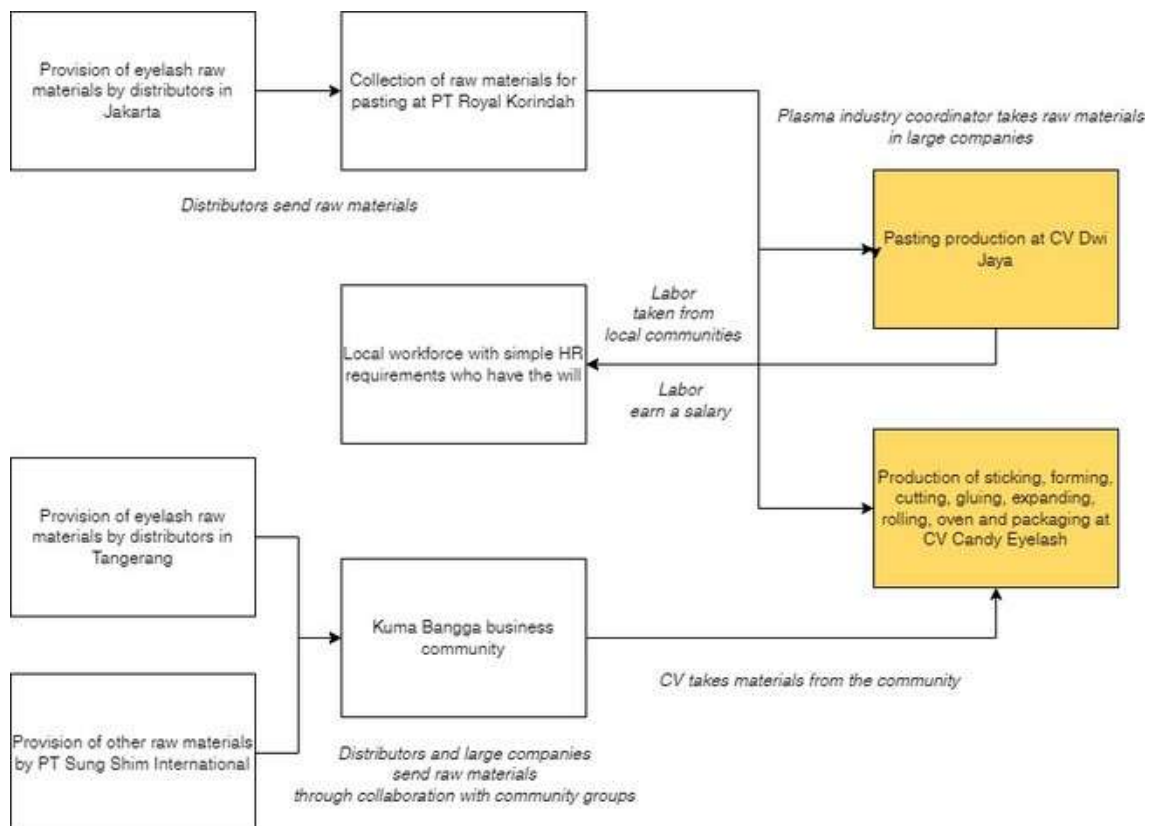 Provision of eyelash raw
materials by distributors in
Jakarta
Collection of raw materials for
pasting at PT Royal Korindah
Plasma industry coordinator takes raw materials
in large companies
Distributors send raw materials
Pasting production at CV Dwi
Jaya
Labor
taken from
local communities
Local workforce with simple HR
requirements who have the will
Labor
earn a salary
Production of sticking, forming,
cutting, gluing, expanding,
rolling, oven and packaging at
CV Candy Eyelash
Provision of eyelash raw
materials by distributors in
Tangerang
Kuma Bangga business
community
CV takes materials from the community
Provision of other raw materials
by PT Sung Shim International
Distributors and large companies
send raw materials
through collaboration with community groups